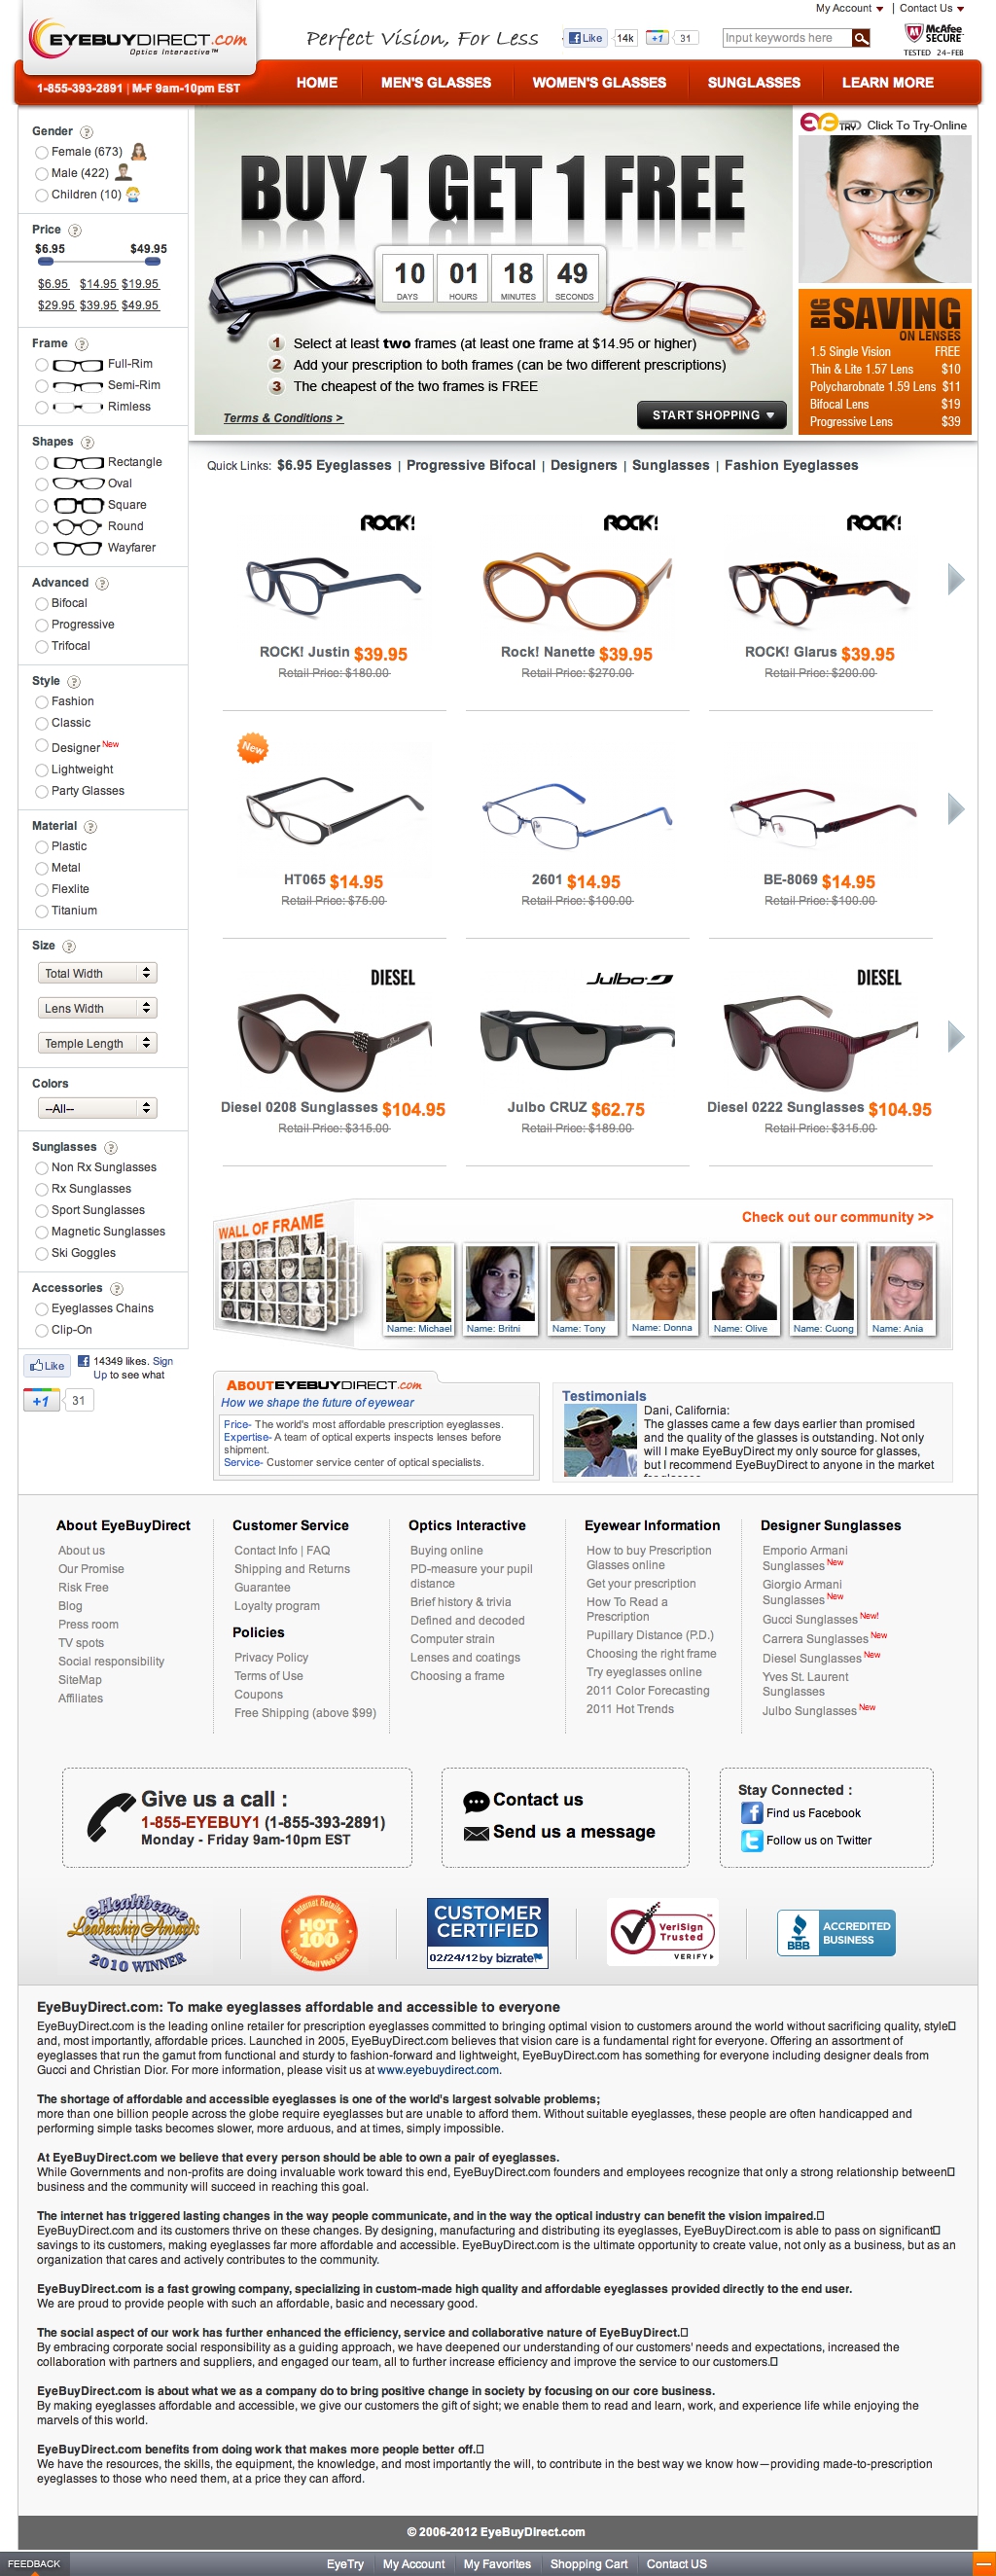 My Account | Contact Us
EYEBUYDIRECT.com
Optics Interactive™
Perfect Vision, For Less
Like 14k +1 31
Input keywords here
McAfee SECURE
TESTED 24-FEB
1-855-393-2891 | M-F 9am-10pm EST
HOME MEN'S GLASSES WOMEN'S GLASSES SUNGLASSES LEARN MORE
Gender ?
Female (673)
Male (422)
Children (10)
Price ?
$6.95 $49.95
$6.95 $14.95 $19.95
$29.95 $39.95 $49.95
Frame ?
Full-Rim
Semi-Rim
Rimless
Shapes ?
Rectangle
Oval
Square
Round
Wayfarer
Advanced ?
Bifocal
Progressive
Trifocal
Style ?
Fashion
Classic
Designer New
Lightweight
Party Glasses
Material ?
Plastic
Metal
Flexlite
Titanium
Size ?
Total Width
Lens Width
Temple Length
Colors
--All--
Sunglasses ?
Non Rx Sunglasses
Rx Sunglasses
Sport Sunglasses
Magnetic Sunglasses
Ski Goggles
Accessories ?
Eyeglasses Chains
Clip-On
Like 14349 likes. Sign
Up to see what
+1 31
BUY 1 GET 1 FREE
10 01 18 49
DAYS HOURS MINUTES SECONDS
1 Select at least two frames (at least one frame at $14.95 or higher)
2 Add your prescription to both frames (can be two different prescriptions)
3 The cheapest of the two frames is FREE
Terms & Conditions >
START SHOPPING
EYE TRY Click To Try-Online
BIG SAVING
ON LENSES
1.5 Single Vision FREE
Thin & Lite 1.57 Lens $10
Polycharobnate 1.59 Lens $11
Bifocal Lens $19
Progressive Lens $39
Quick Links: $6.95 Eyeglasses | Progressive Bifocal | Designers | Sunglasses | Fashion Eyeglasses
ROCK! ROCK! ROCK!
ROCK! Justin $39.95 Rock! Nanette $39.95 ROCK! Glarus $39.95
Retail Price: $180.00 Retail Price: $270.00 Retail Price: $200.00
New
HT065 $14.95 2601 $14.95 BE-8069 $14.95
Retail Price: $75.00 Retail Price: $100.00 Retail Price: $100.00
DIESEL Julbo DIESEL
Diesel 0208 Sunglasses $104.95 Julbo CRUZ $62.75 Diesel 0222 Sunglasses $104.95
Retail Price: $315.00 Retail Price: $189.00 Retail Price: $315.00
WALL OF FRAME
Check out our community >>
Name: Michael Name: Britni Name: Tony Name: Donna Name: Olive Name: Cuong Name: Ania
ABOUT EYEBUYDIRECT.com
How we shape the future of eyewear
Price- The world's most affordable prescription eyeglasses.
Expertise- A team of optical experts inspects lenses before
shipment.
Service- Customer service center of optical specialists.
Testimonials
Dani, California:
The glasses came a few days earlier than promised
and the quality of the glasses is outstanding. Not only
will I make EyeBuyDirect my only source for glasses,
but I recommend EyeBuyDirect to anyone in the market
About EyeBuyDirect
About us
Our Promise
Risk Free
Blog
Press room
TV spots
Social responsibility
SiteMap
Affiliates
Customer Service
Contact Info | FAQ
Shipping and Returns
Guarantee
Loyalty program
Policies
Privacy Policy
Terms of Use
Coupons
Free Shipping (above $99)
Optics Interactive
Buying online
PD-measure your pupil
distance
Brief history & trivia
Defined and decoded
Computer strain
Lenses and coatings
Choosing a frame
Eyewear Information
How to buy Prescription
Glasses online
Get your prescription
How To Read a
Prescription
Pupillary Distance (P.D.)
Choosing the right frame
Try eyeglasses online
2011 Color Forecasting
2011 Hot Trends
Designer Sunglasses
Emporio Armani
Sunglasses New
Giorgio Armani
Sunglasses New
Gucci Sunglasses New!
Carrera Sunglasses New
Diesel Sunglasses New
Yves St. Laurent
Sunglasses
Julbo Sunglasses New
Give us a call :
1-855-EYEBUY1 (1-855-393-2891)
Monday - Friday 9am-10pm EST
Contact us
Send us a message
Stay Connected :
Find us Facebook
Follow us on Twitter
eHealthcare
Leadership Awards
2010 WINNER
Internet Retailer
HOT
100
Best Retail Web Sites
CUSTOMER
CERTIFIED
02/24/12 by bizrate
VeriSign
Trusted
VERIFY
BBB
ACCREDITED
BUSINESS
EyeBuyDirect.com: To make eyeglasses affordable and accessible to everyone
EyeBuyDirect.com is the leading online retailer for prescription eyeglasses committed to bringing optimal vision to customers around the world without sacrificing quality, style
and, most importantly, affordable prices. Launched in 2005, EyeBuyDirect.com believes that vision care is a fundamental right for everyone. Offering an assortment of
eyeglasses that run the gamut from functional and sturdy to fashion-forward and lightweight, EyeBuyDirect.com has something for everyone including designer deals from
Gucci and Christian Dior. For more information, please visit us at www.eyebuydirect.com.
The shortage of affordable and accessible eyeglasses is one of the world's largest solvable problems;
more than one billion people across the globe require eyeglasses but are unable to afford them. Without suitable eyeglasses, these people are often handicapped and
performing simple tasks becomes slower, more arduous, and at times, simply impossible.
At EyeBuyDirect.com we believe that every person should be able to own a pair of eyeglasses.
While Governments and non-profits are doing invaluable work toward this end, EyeBuyDirect.com founders and employees recognize that only a strong relationship between
business and the community will succeed in reaching this goal.
The internet has triggered lasting changes in the way people communicate, and in the way the optical industry can benefit the vision impaired.
EyeBuyDirect.com and its customers thrive on these changes. By designing, manufacturing and distributing its eyeglasses, EyeBuyDirect.com is able to pass on significant
savings to its customers, making eyeglasses far more affordable and accessible. EyeBuyDirect.com is the ultimate opportunity to create value, not only as a business, but as an
organization that cares and actively contributes to the community.
EyeBuyDirect.com is a fast growing company, specializing in custom-made high quality and affordable eyeglasses provided directly to the end user.
We are proud to provide people with such an affordable, basic and necessary good.
The social aspect of our work has further enhanced the efficiency, service and collaborative nature of EyeBuyDirect.
By embracing corporate social responsibility as a guiding approach, we have deepened our understanding of our customers' needs and expectations, increased the
collaboration with partners and suppliers, and engaged our team, all to further increase efficiency and improve the service to our customers.
EyeBuyDirect.com is about what we as a company do to bring positive change in society by focusing on our core business.
By making eyeglasses affordable and accessible, we give our customers the gift of sight; we enable them to read and learn, work, and experience life while enjoying the
marvels of this world.
EyeBuyDirect.com benefits from doing work that makes more people better off.
We have the resources, the skills, the equipment, the knowledge, and most importantly the will, to contribute in the best way we know how—providing made-to-prescription
eyeglasses to those who need them, at a price they can afford.
© 2006-2012 EyeBuyDirect.com
FEEDBACK EyeTry My Account My Favorites Shopping Cart Contact US